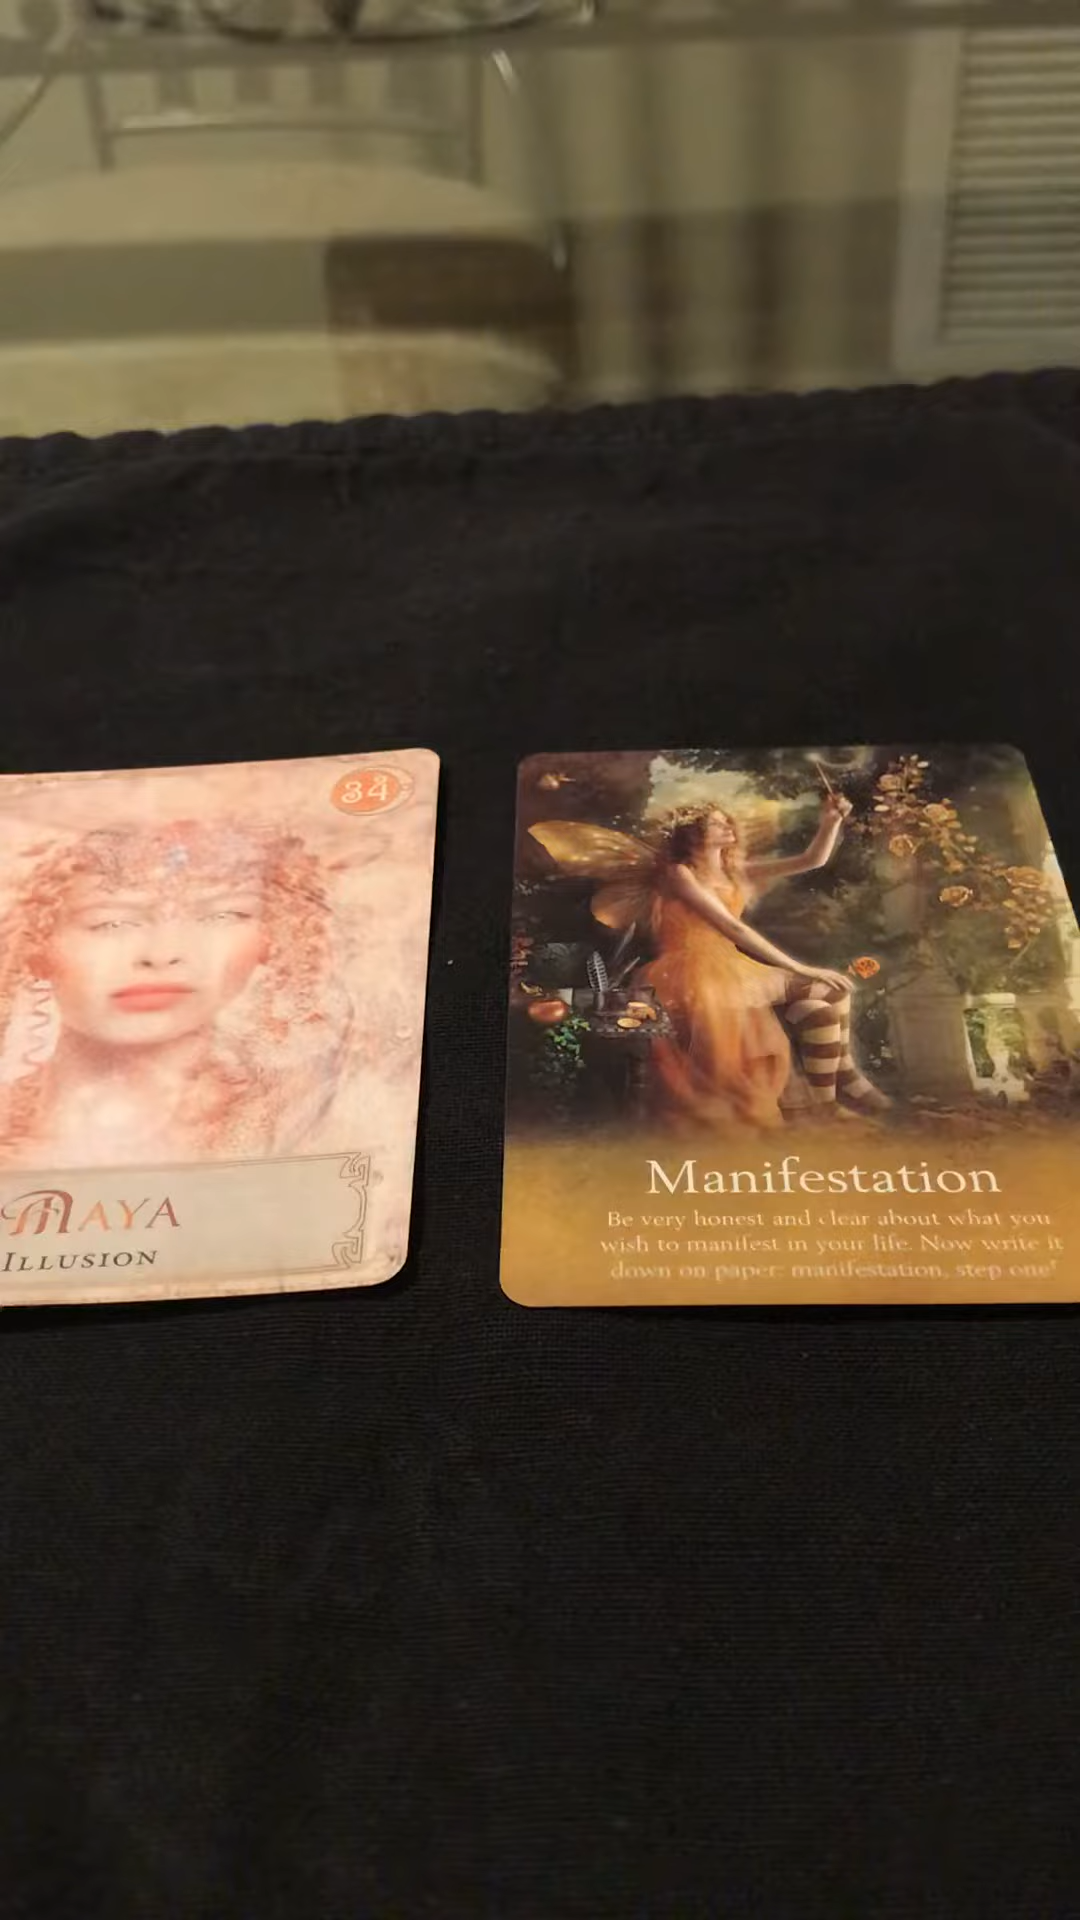 34
MAYA
ILLUSION
Manifestation
Be very honest and clear about what you
wish to manifest in your life. Now write it
down on paper: manifestation, step one!